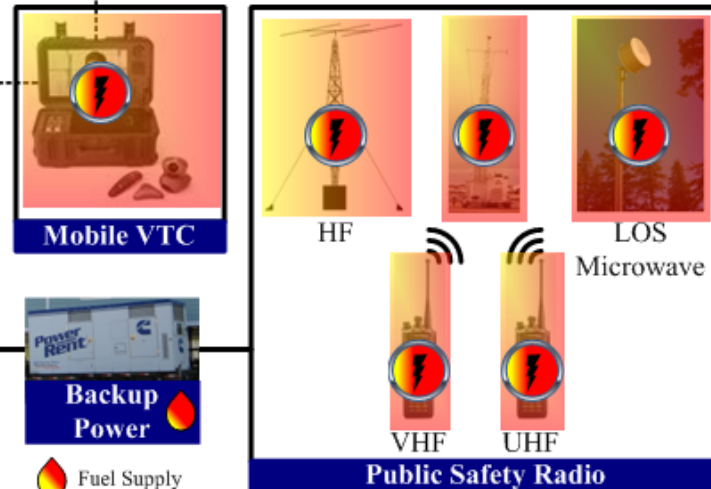 Mobile VTC
HF
LOS
Microwave
Power
Rent
Backup
Power
VHF
UHF
Fuel Supply
Public Safety Radio